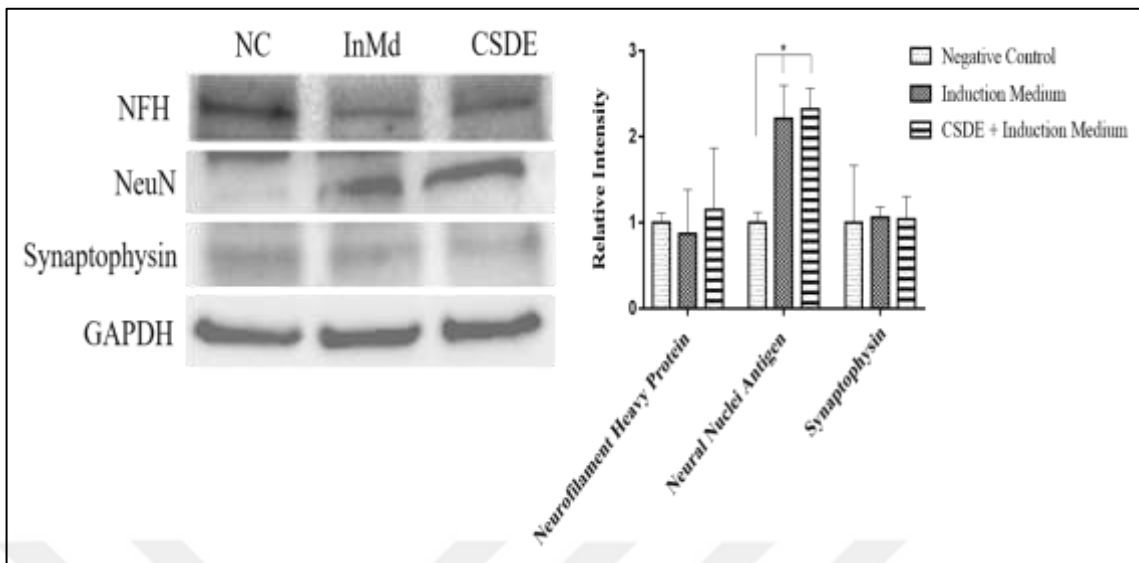 NC InMd CSDE
NFH
NeuN
Synaptophysin
GAPDH
Relative Intensity
3
2
1
0
*
Neurofilament Heavy Protein
Neural Nuclei Antigen
Synaptophysin
Negative Control
Induction Medium
CSDE + Induction Medium